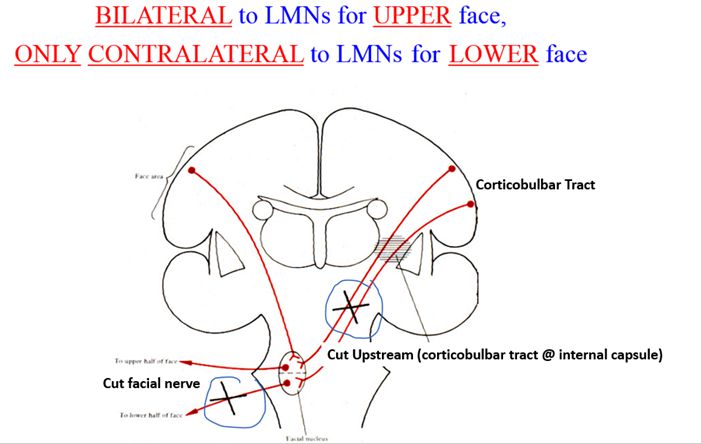 BILATERAL to LMNs for UPPER face,
ONLY CONTRALATERAL to LMNs for LOWER face
Face area
Corticobulbar Tract
Cut Upstream (corticobulbar tract @ internal capsule)
To upper half of face
Cut facial nerve
To lower half of face
Facial nucleus